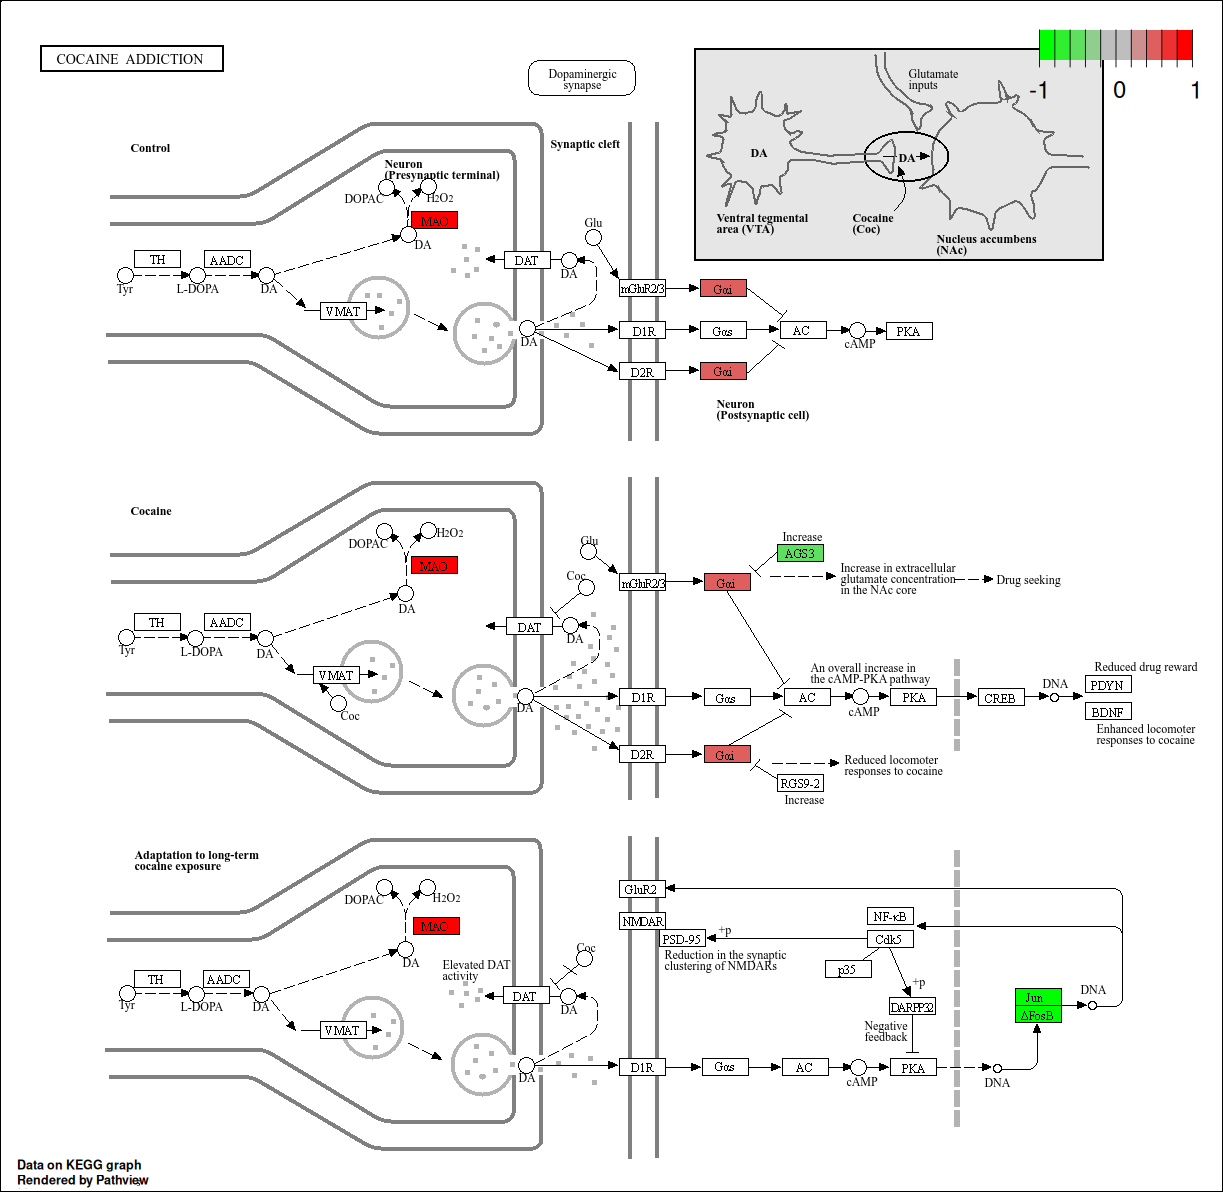 COCAINE ADDICTION
Dopaminergic
synapse
-1
0
1
Glutamate
inputs
DA
DA
Ventral tegmental
area (VTA)
Cocaine
(Coc)
Nucleus accumbens
(NAc)
Control
Synaptic cleft
Neuron
(Presynaptic terminal)
DOPAC
H2O2
MAO
DA
TH
AADC
Tyr
L-DOPA
DA
VMAT
DAT
DA
DA
Glu
mGluR2/3
Gαi
D1R
Gαs
AC
cAMP
PKA
D2R
Gαi
Neuron
(Postsynaptic cell)
Cocaine
DOPAC
H2O2
MAO
DA
TH
AADC
Tyr
L-DOPA
DA
VMAT
Coc
DAT
DA
DA
Glu
Coc
mGluR2/3
Gαi
Increase
AGS3
Increase in extracellular
glutamate concentration
in the NAc core
Drug seeking
An overall increase in
the cAMP-PKA pathway
D1R
Gαs
AC
cAMP
PKA
CREB
DNA
Reduced drug reward
PDYN
BDNF
Enhanced locomoter
responses to cocaine
D2R
Gαi
Reduced locomoter
responses to cocaine
RGS9-2
Increase
Adaptation to long-term
cocaine exposure
DOPAC
H2O2
MAO
DA
TH
AADC
Tyr
L-DOPA
DA
VMAT
Elevated DAT
activity
DAT
DA
DA
Coc
GluR2
NMDAR
PSD-95
+p
Reduction in the synaptic
clustering of NMDARs
NF-κB
Cdk5
p35
+p
DARPP32
Negative
feedback
D1R
Gαs
AC
cAMP
PKA
DNA
Jun
ΔFosB
DNA
Data on KEGG graph
Rendered by Pathview